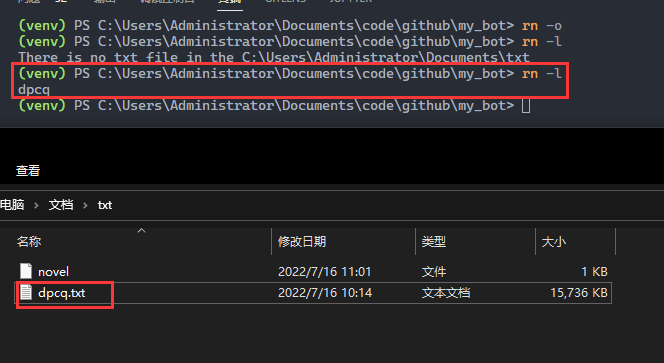 (venv) PS C:\Users\Administrator\Documents\code\github\my_bot> rn -o
(venv) PS C:\Users\Administrator\Documents\code\github\my_bot> rn -l
There is no txt file in the C:\Users\Administrator\Documents\txt
(venv) PS C:\Users\Administrator\Documents\code\github\my_bot> rn -l
dpcq
(venv) PS C:\Users\Administrator\Documents\code\github\my_bot>
查看
电脑 > 文档 > txt
名称 修改日期 类型 大小
novel 2022/7/16 11:01 文件 1 KB
dpcq.txt 2022/7/16 10:14 文本文档 15,736 KB